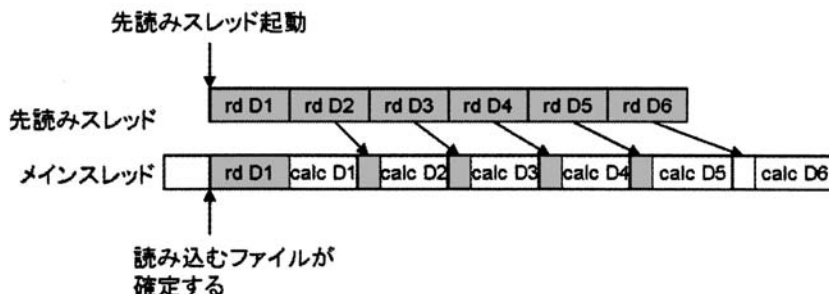 先読みスレッド起動
rd D1 rd D2 rd D3 rd D4 rd D5 rd D6
先読みスレッド
メインスレッド
rd D1 calc D1 calc D2 calc D3 calc D4 calc D5 calc D6
読み込むファイルが
確定する